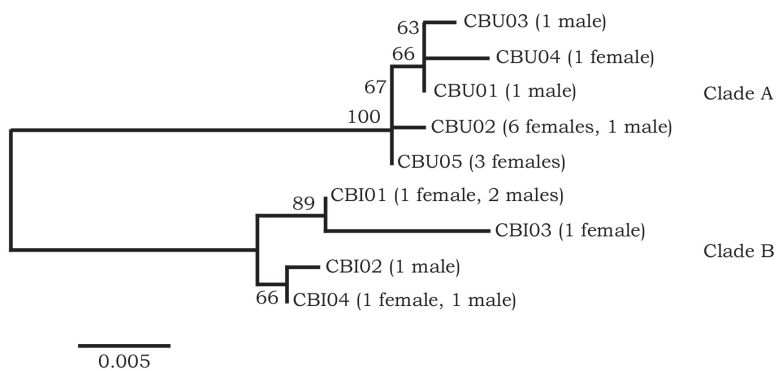 63 CBU03 (1 male)
66 CBU04 (1 female)
67 CBU01 (1 male)
Clade A
100 CBU02 (6 females, 1 male)
CBU05 (3 females)
89 CBI01 (1 female, 2 males)
CBI03 (1 female)
Clade B
CBI02 (1 male)
66 CBI04 (1 female, 1 male)
0.005